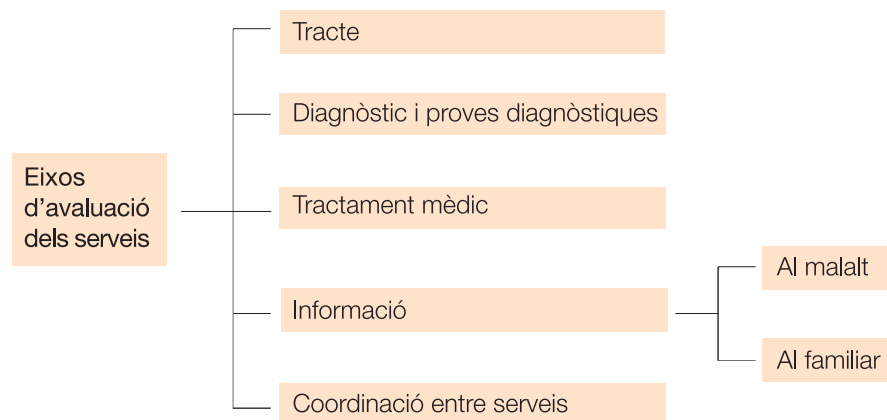 Eixos
d’avaluació
dels serveis
Tracte
Diagnòstic i proves diagnòstiques
Tractament mèdic
Informació
Al malalt
Al familiar
Coordinació entre serveis